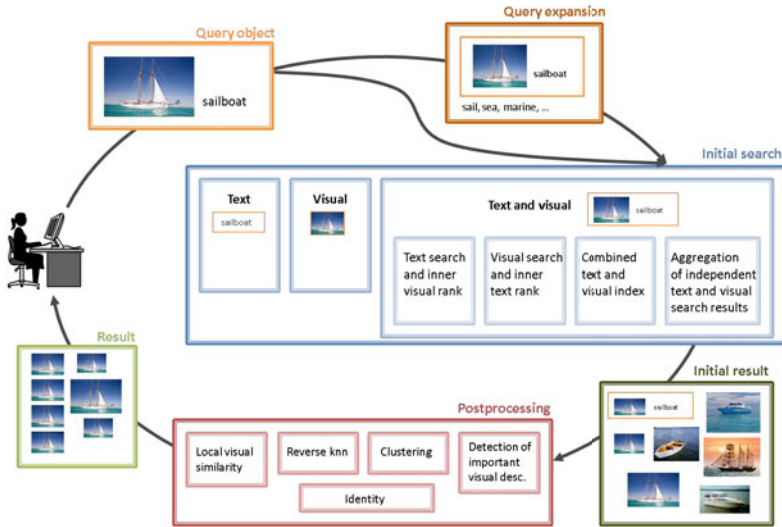 Query object
sailboat
Query expansion
sailboat
sail, sea, marine, ...
Initial search
Text
sailboat
Visual
Text and visual
sailboat
Text search
and inner
visual rank
Visual search
and inner
text rank
Combined
text and
visual index
Aggregation
of independent
text and visual
search results
Initial result
sailboat
Postprocessing
Local visual
similarity
Reverse knn
Clustering
Detection of
important
visual desc.
Identity
Result